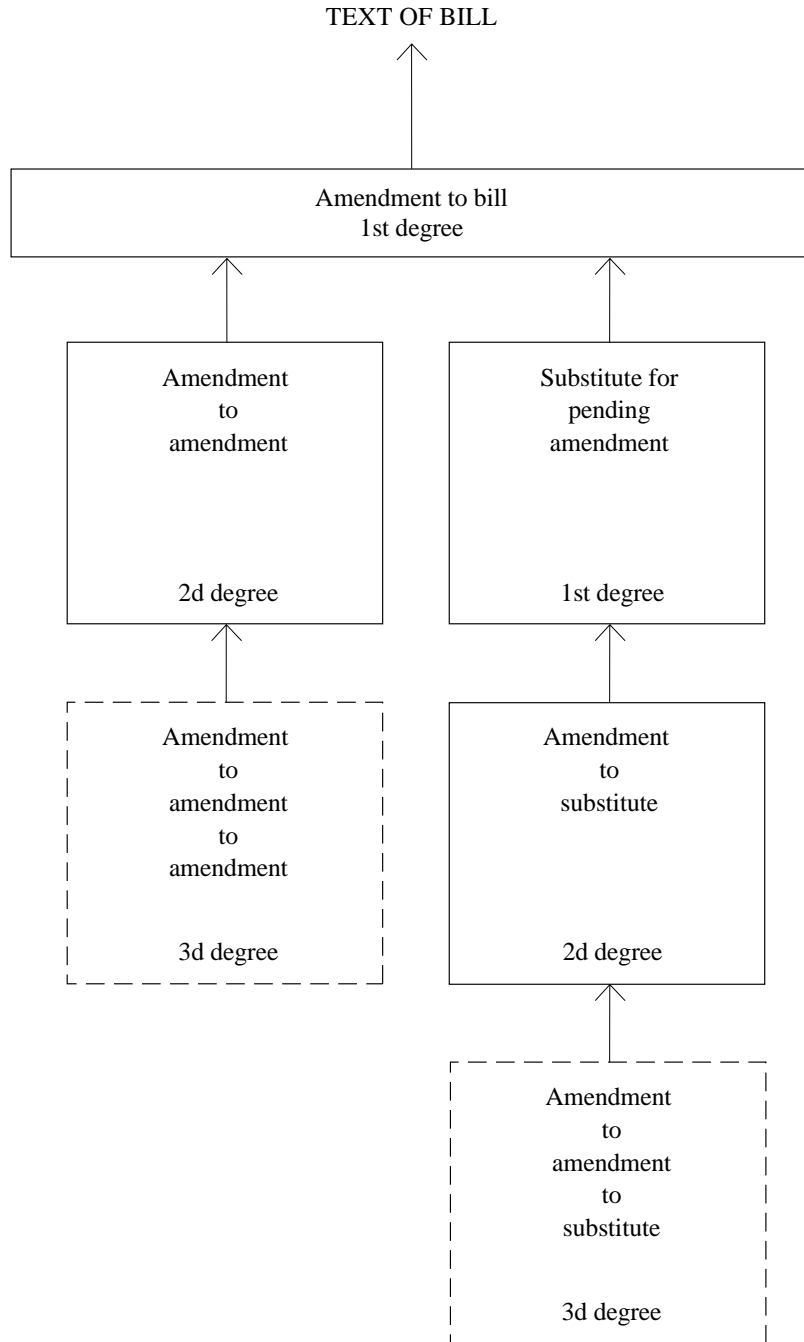 TEXT OF BILL
Amendment to bill
1st degree
Amendment
to
amendment
2d degree
Substitute for
pending
amendment
1st degree
Amendment
to
amendment
to
amendment
3d degree
Amendment
to
substitute
2d degree
Amendment
to
amendment
to
substitute
3d degree